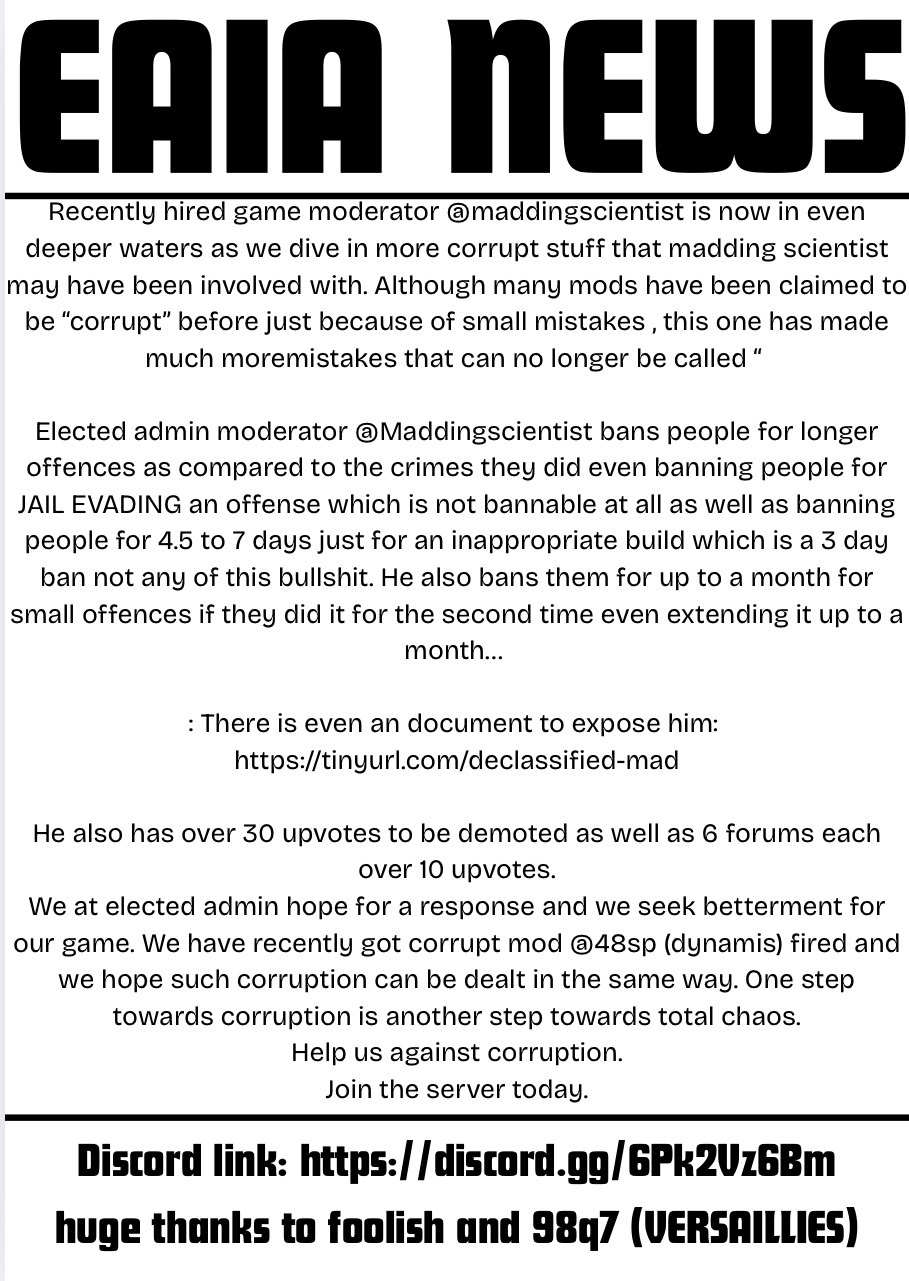 EAIA NEWS
Recently hired game moderator @maddingscientist is now in even
deeper waters as we dive in more corrupt stuff that madding scientist
may have been involved with. Although many mods have been claimed to
be “corrupt” before just because of small mistakes , this one has made
much moremistakes that can no longer be called “
Elected admin moderator @Maddingscientist bans people for longer
offences as compared to the crimes they did even banning people for
JAIL EVADING an offense which is not bannable at all as well as banning
people for 4.5 to 7 days just for an inappropriate build which is a 3 day
ban not any of this bullshit. He also bans them for up to a month for
small offences if they did it for the second time even extending it up to a
month...
: There is even an document to expose him:
https://tinyurl.com/declassified-mad
He also has over 30 upvotes to be demoted as well as 6 forums each
over 10 upvotes.
We at elected admin hope for a response and we seek betterment for
our game. We have recently got corrupt mod @48sp (dynamis) fired and
we hope such corruption can be dealt in the same way. One step
towards corruption is another step towards total chaos.
Help us against corruption.
Join the server today.
Discord link: https://discord.gg/6Pk2Vz6Bm
huge thanks to foolish and 98q7 (VERSAILLIES)